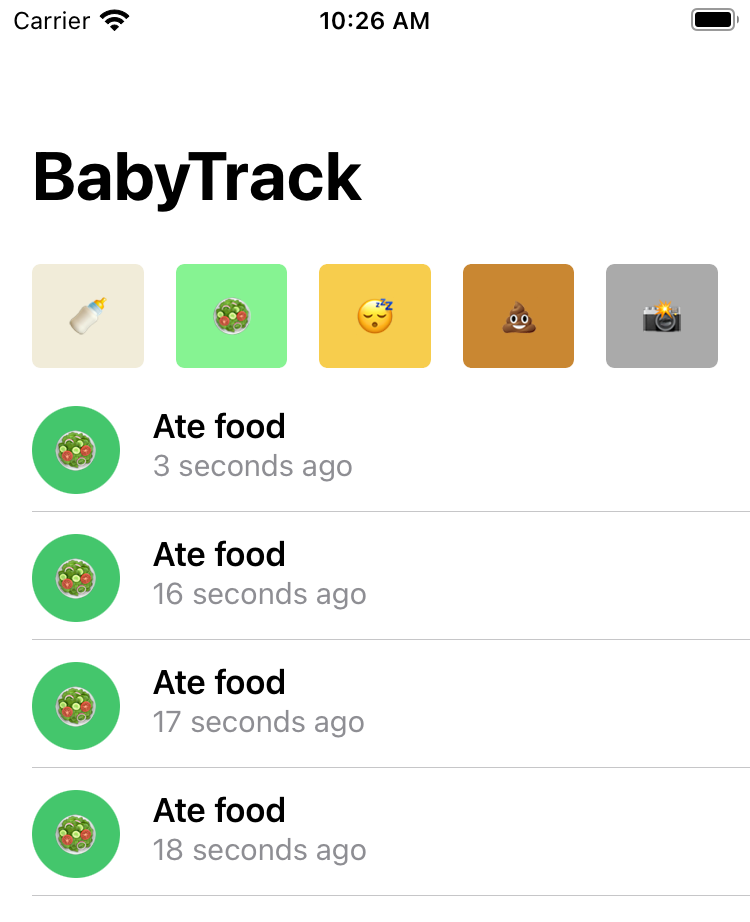 Carrier 10:26 AM
BabyTrack
Ate food
3 seconds ago
Ate food
16 seconds ago
Ate food
17 seconds ago
Ate food
18 seconds ago